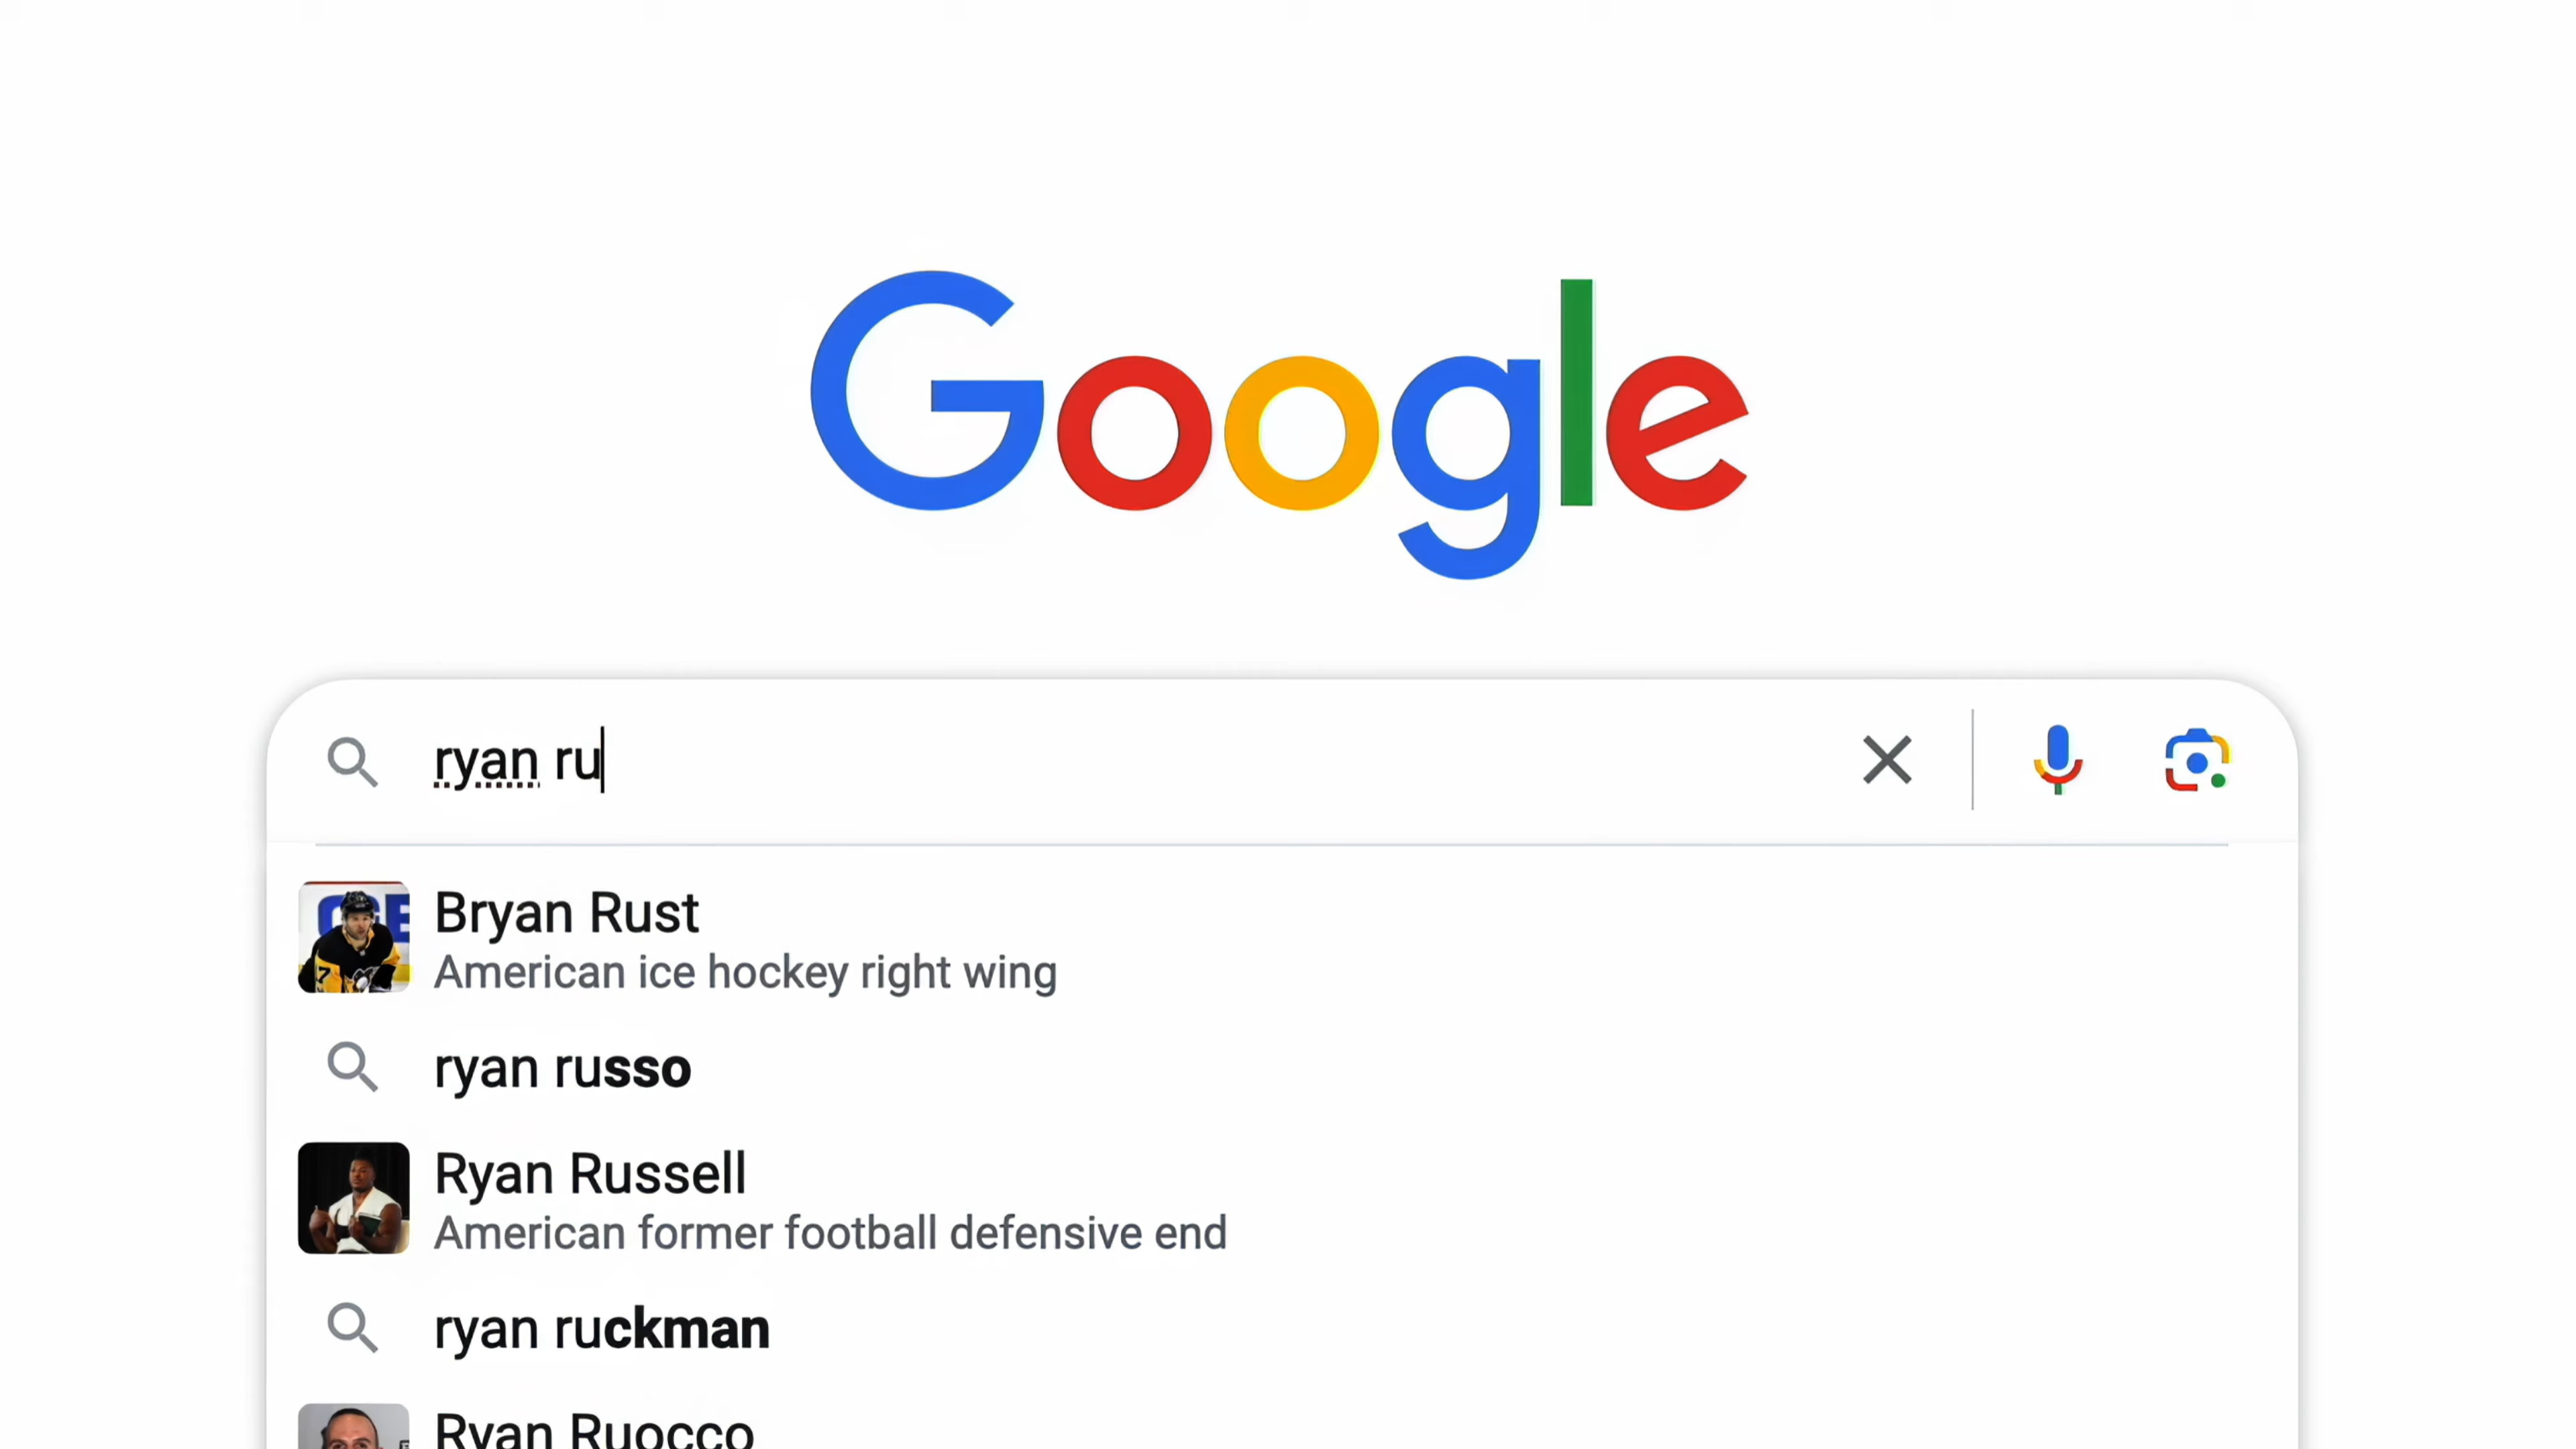 Google
ryan ru
Bryan Rust
American ice hockey right wing
ryan russo
Ryan Russell
American former football defensive end
ryan ruckman
Ryan Ruocco